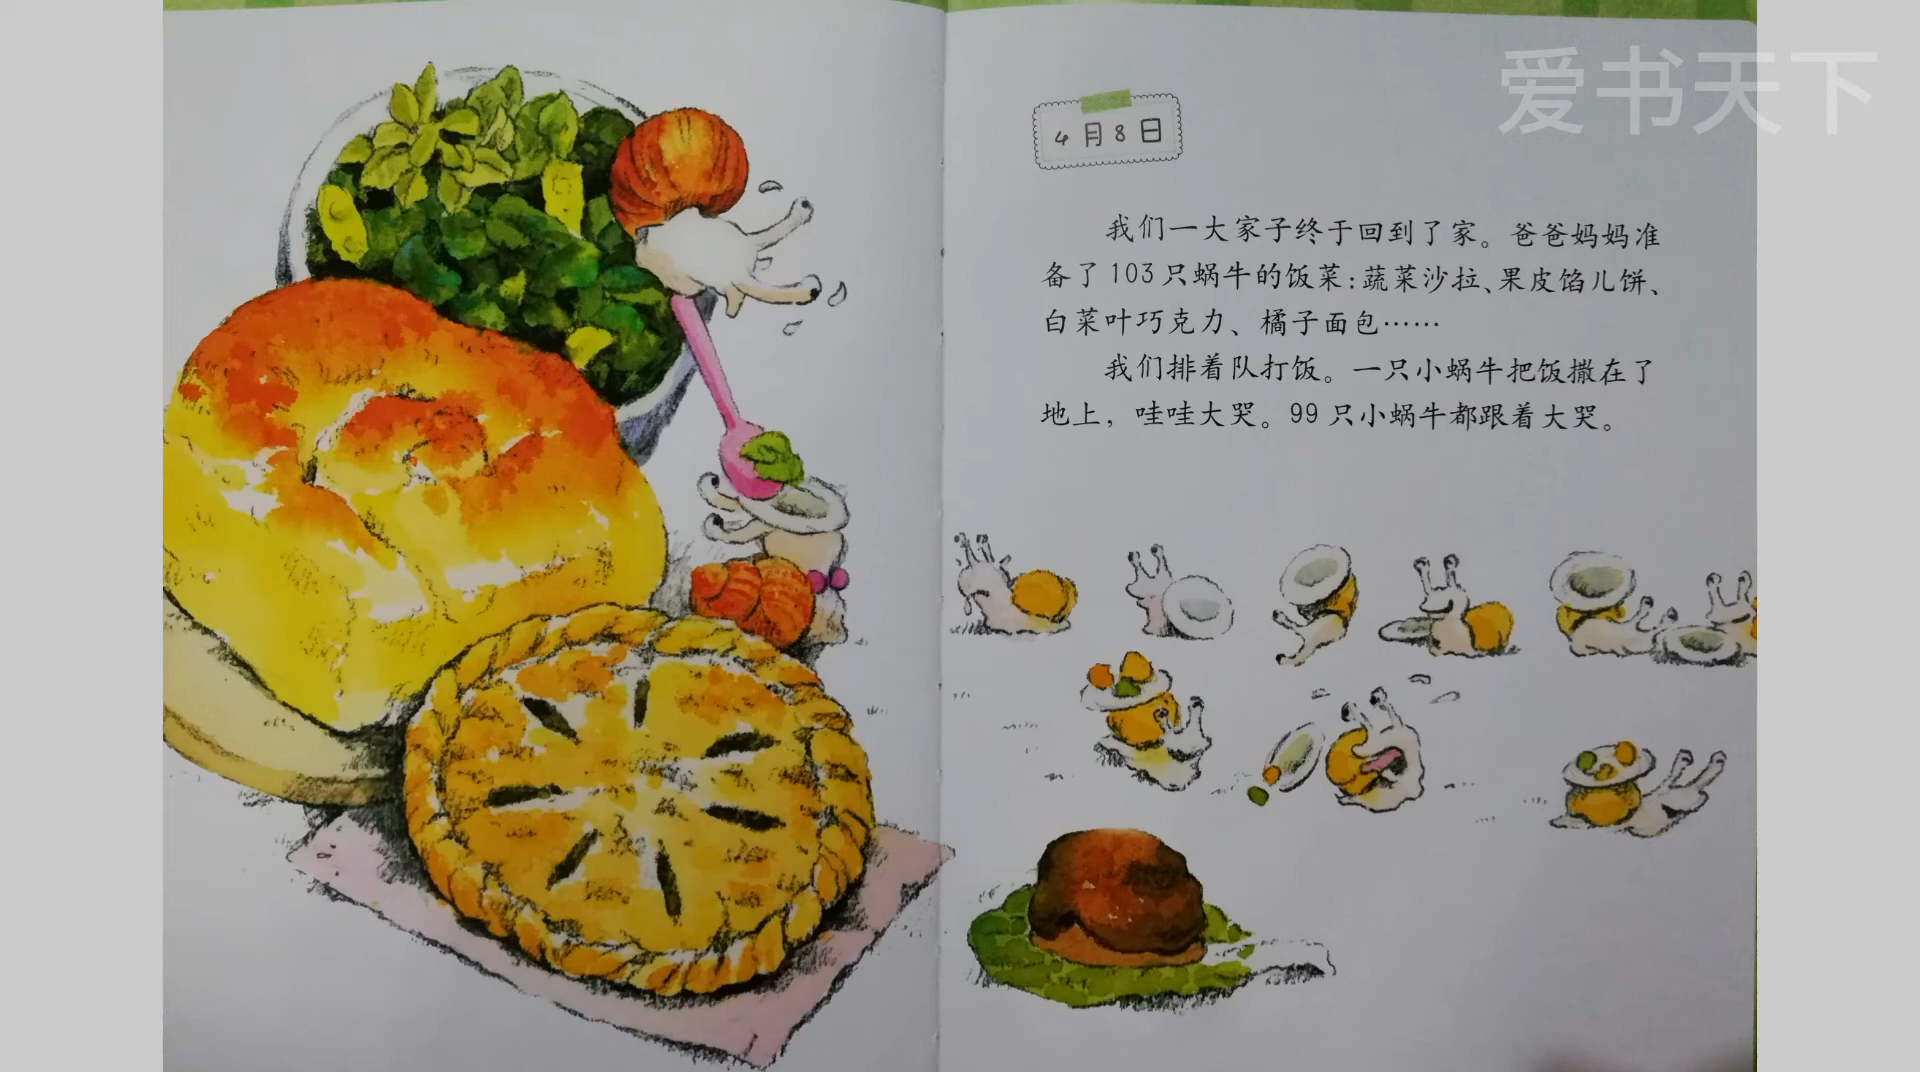 爱书天下
4月8日
我们一大家子终于回到了家。爸爸妈妈准
备了103只蜗牛的饭菜:蔬菜沙拉、果皮馅儿饼、
白菜叶巧克力、橘子面包……
我们排着队打饭。一只小蜗牛把饭撒在了
地上，哇哇大哭。99只小蜗牛都跟着大哭。